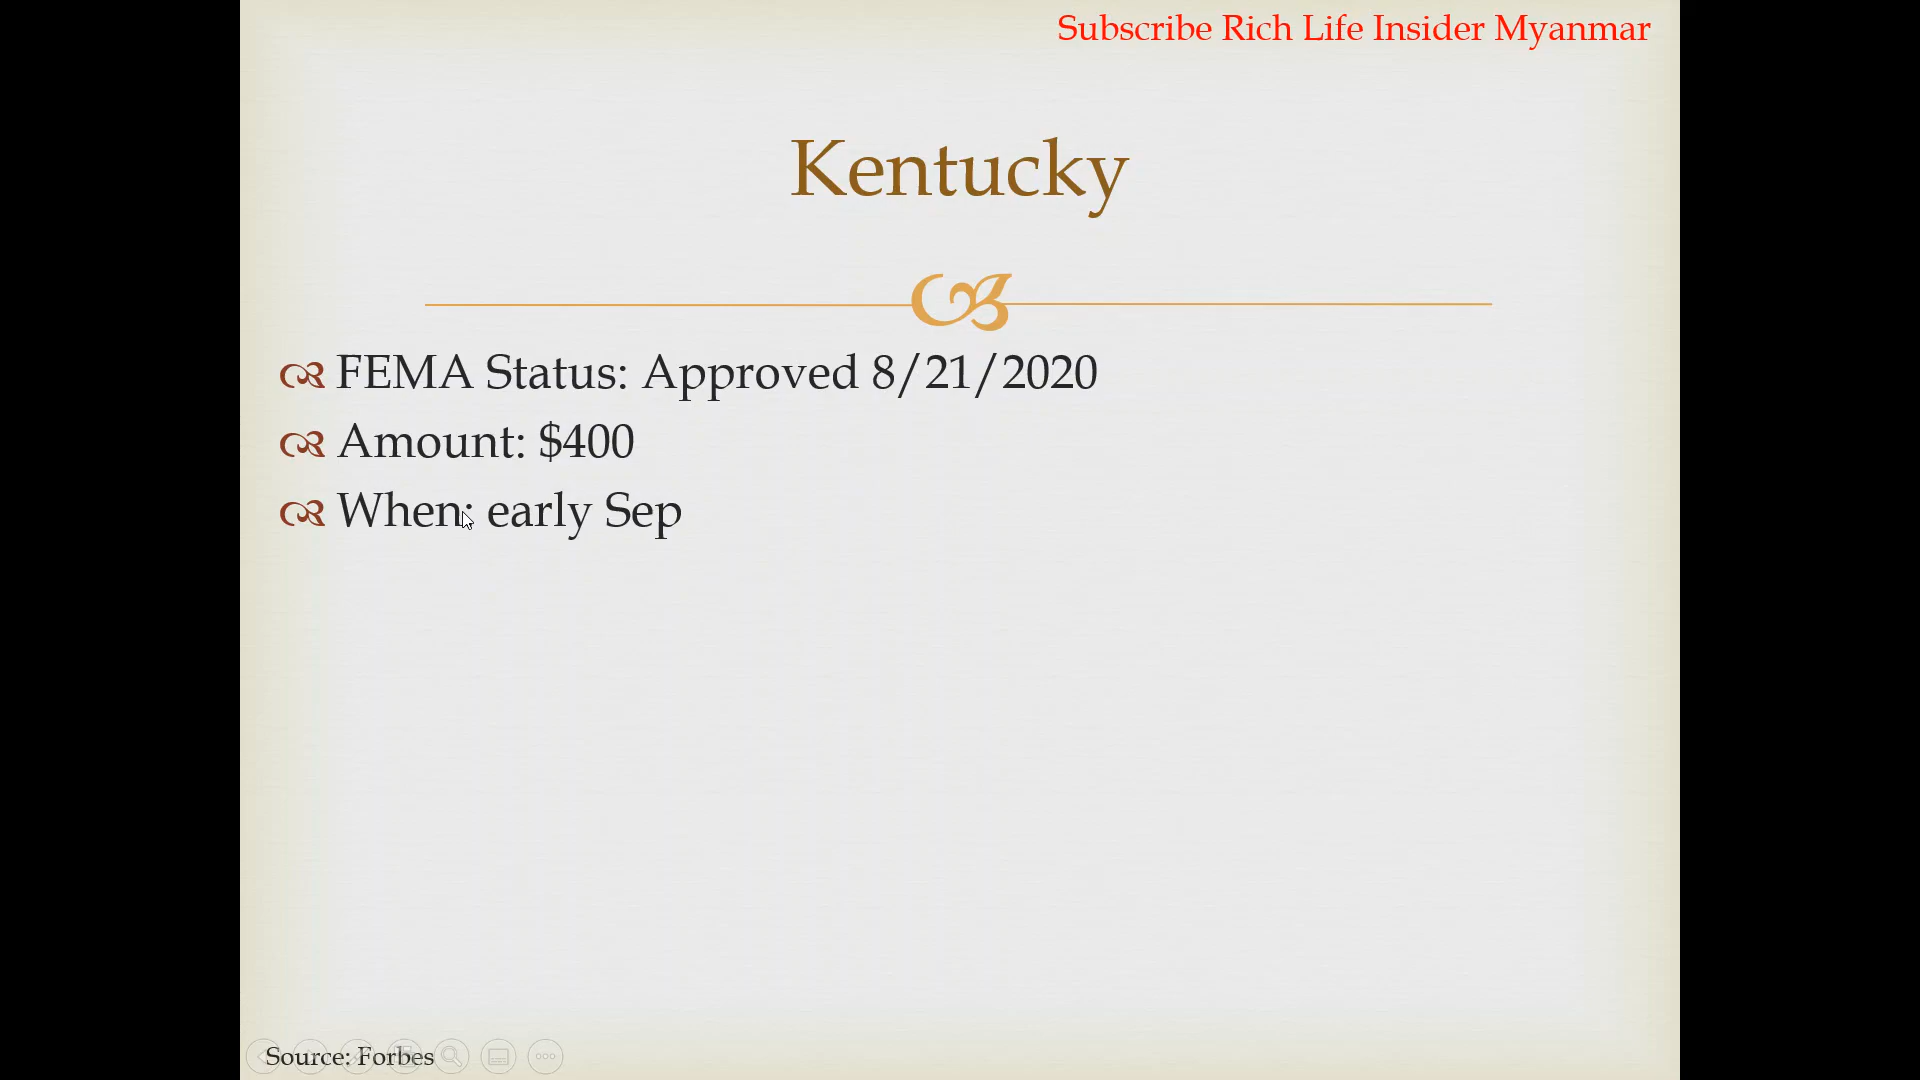 Subscribe Rich Life Insider Myanmar
Kentucky
FEMA Status: Approved 8/21/2020
Amount: $400
When: early Sep
Source: Forbes